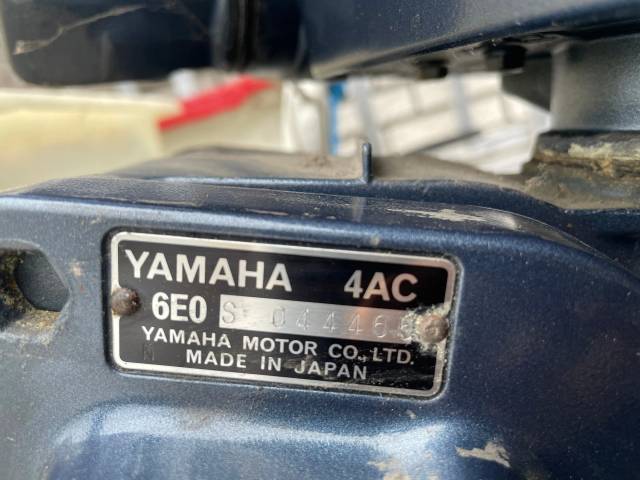 YAMAHA 4AC
6E0 S 044466
YAMAHA MOTOR CO., LTD.
MADE IN JAPAN